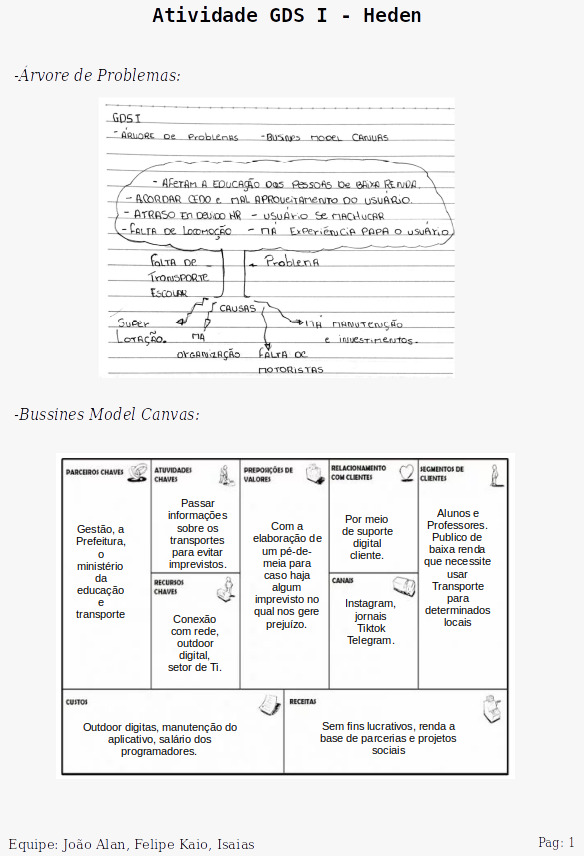 Atividade GDS I - Heden
-Árvore de Problemas:
GDS I
- ÁRVORE DE PROBLEMAS - BUSINES MODEL CANVAS
- AFETAM A EDUCAÇÃO DAS PESSOAS DE BAIXA RENDA.
- ACORDAR CEDO E MAL APROVEITAMENTO DO USUÁRIO.
- ATRASO EM DEVIDO HR - USUÁRIO SE MACHUCAR
- FALTA DE LOCOMOÇÃO - MÁ EXPERIÊNCIA PARA O USUÁRIO
FALTA DE
TRANSPORTE
ESCOLAR
PROBLEMA
CAUSAS
SUPER
LOTAÇÃO.
MÁ
ORGANIZAÇÃO
FALTA DE
MOTORISTAS
MÁ MANUTENÇÃO
E INVESTIMENTOS.
-Bussines Model Canvas:
PARCEIROS CHAVES
Gestão, a
Prefeitura,
o
ministério
da
educação
e
transporte
ATUVIDADES
CHAVES
Passar
informações
sobre os
transportes
para evitar
imprevistos.
RECURSOS
CHAVES
Conexão
com rede,
outdoor
digital,
setor de Ti.
PREPOSIÇÕES DE
VALORES
Com a
elaboração de
um pé-de-
meia para
caso haja
algum
imprevisto no
qual nos gere
prejuízo.
RELACIONAMENTO
COM CLIENTES
Por meio
de suporte
digital
cliente.
CANAIS
Instagram,
jornais
Tiktok
Telegram.
SEGMENTOS DE
CLIENTES
Alunos e
Professores.
Publico de
baixa renda
que necessite
usar
Transporte
para
determinados
locais
CUSTOS
Outdoor digitas, manutenção do
aplicativo, salário dos
programadores.
RECEITAS
Sem fins lucrativos, renda a
base de parcerias e projetos
sociais
Equipe: João Alan, Felipe Kaio, Isaias
Pag: 1